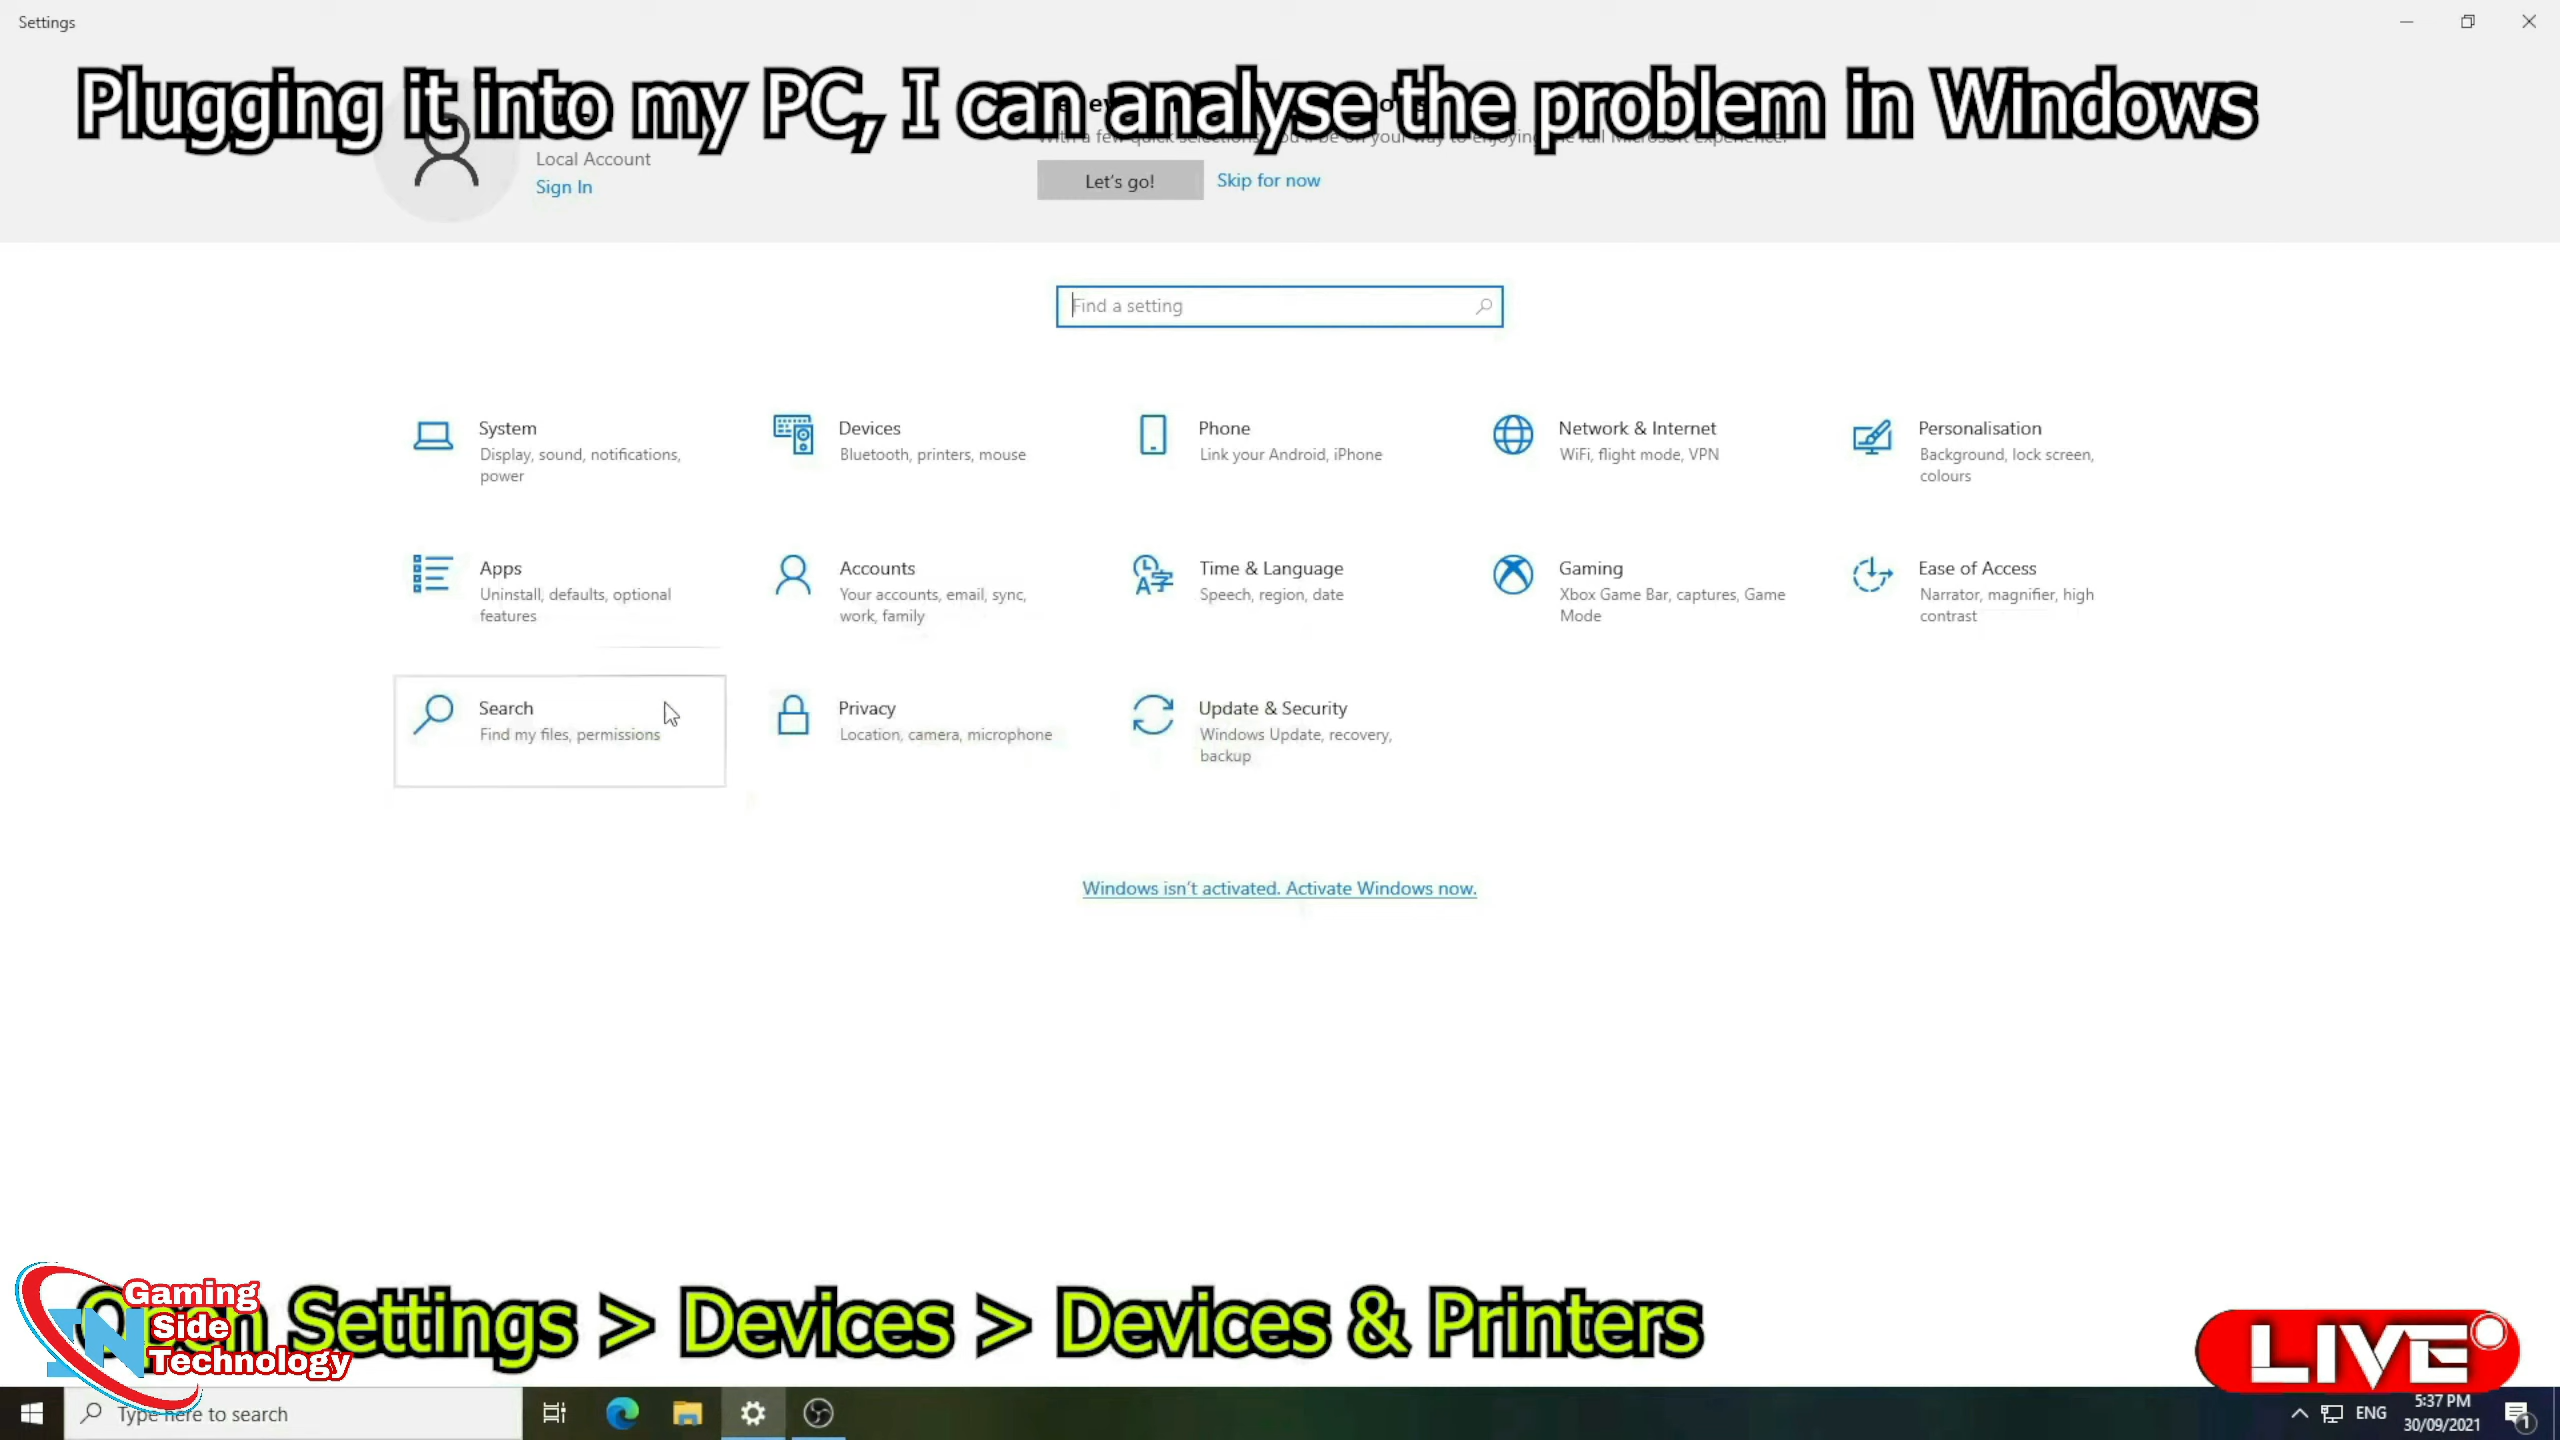 Settings
Plugging it into my PC, I can analyse the problem in Windows
Local Account
Sign In
Let's go!
Skip for now
Find a setting
System
Display, sound, notifications,
power
Devices
Bluetooth, printers, mouse
Phone
Link your Android, iPhone
Network & Internet
WiFi, flight mode, VPN
Personalisation
Background, lock screen,
colours
Apps
Uninstall, defaults, optional
features
Accounts
Your accounts, email, sync,
work, family
Time & Language
Speech, region, date
Gaming
Xbox Game Bar, captures, Game
Mode
Ease of Access
Narrator, magnifier, high
contrast
Search
Find my files, permissions
Privacy
Location, camera, microphone
Update & Security
Windows Update, recovery,
backup
Windows isn't activated. Activate Windows now.
Open Settings > Devices > Devices & Printers
IN
Gaming
Side
Technology
LIVE
Type here to search
ENG
5:37 PM
30/09/2021
1